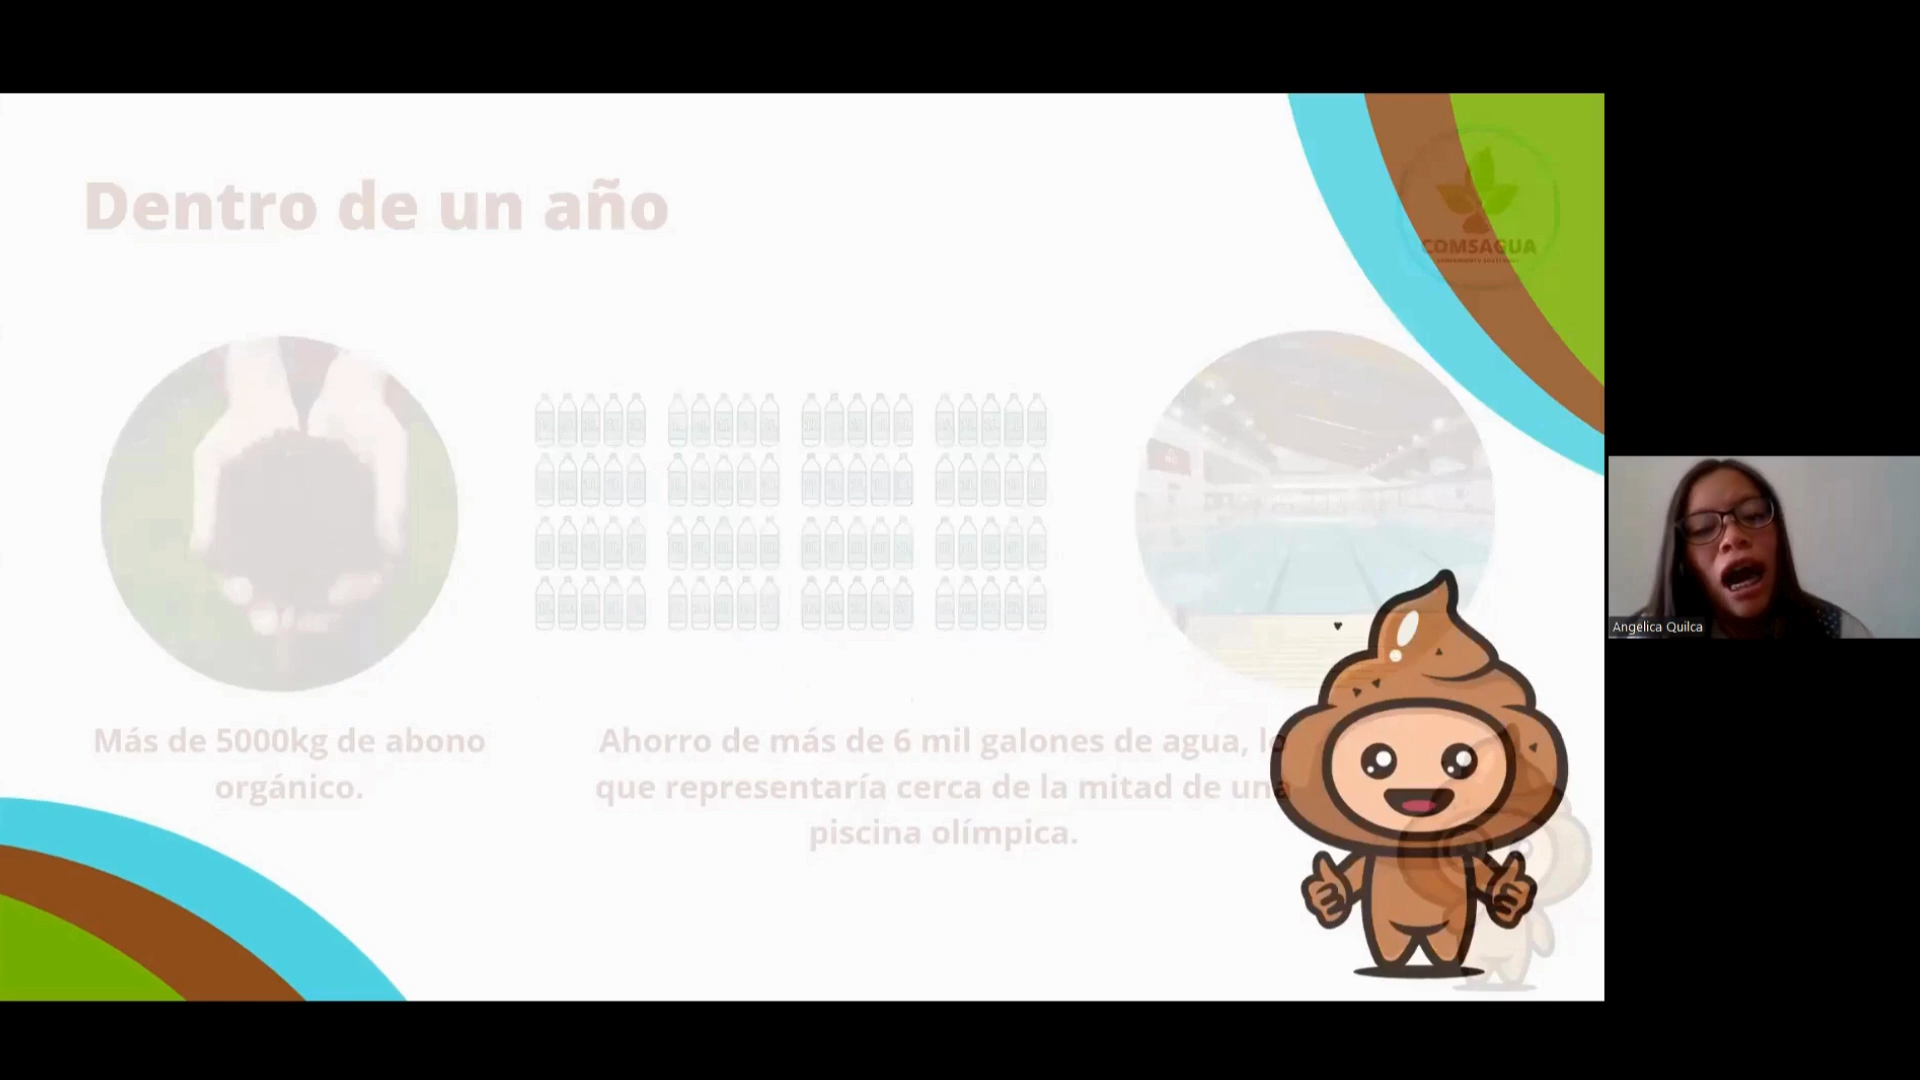 Dentro de un año
COMSAGUA
Más de 5000kg de abono
orgánico.
Ahorro de más de 6 mil galones de agua, lo
que representaría cerca de la mitad de una
piscina olímpica.
Angelica Quilca